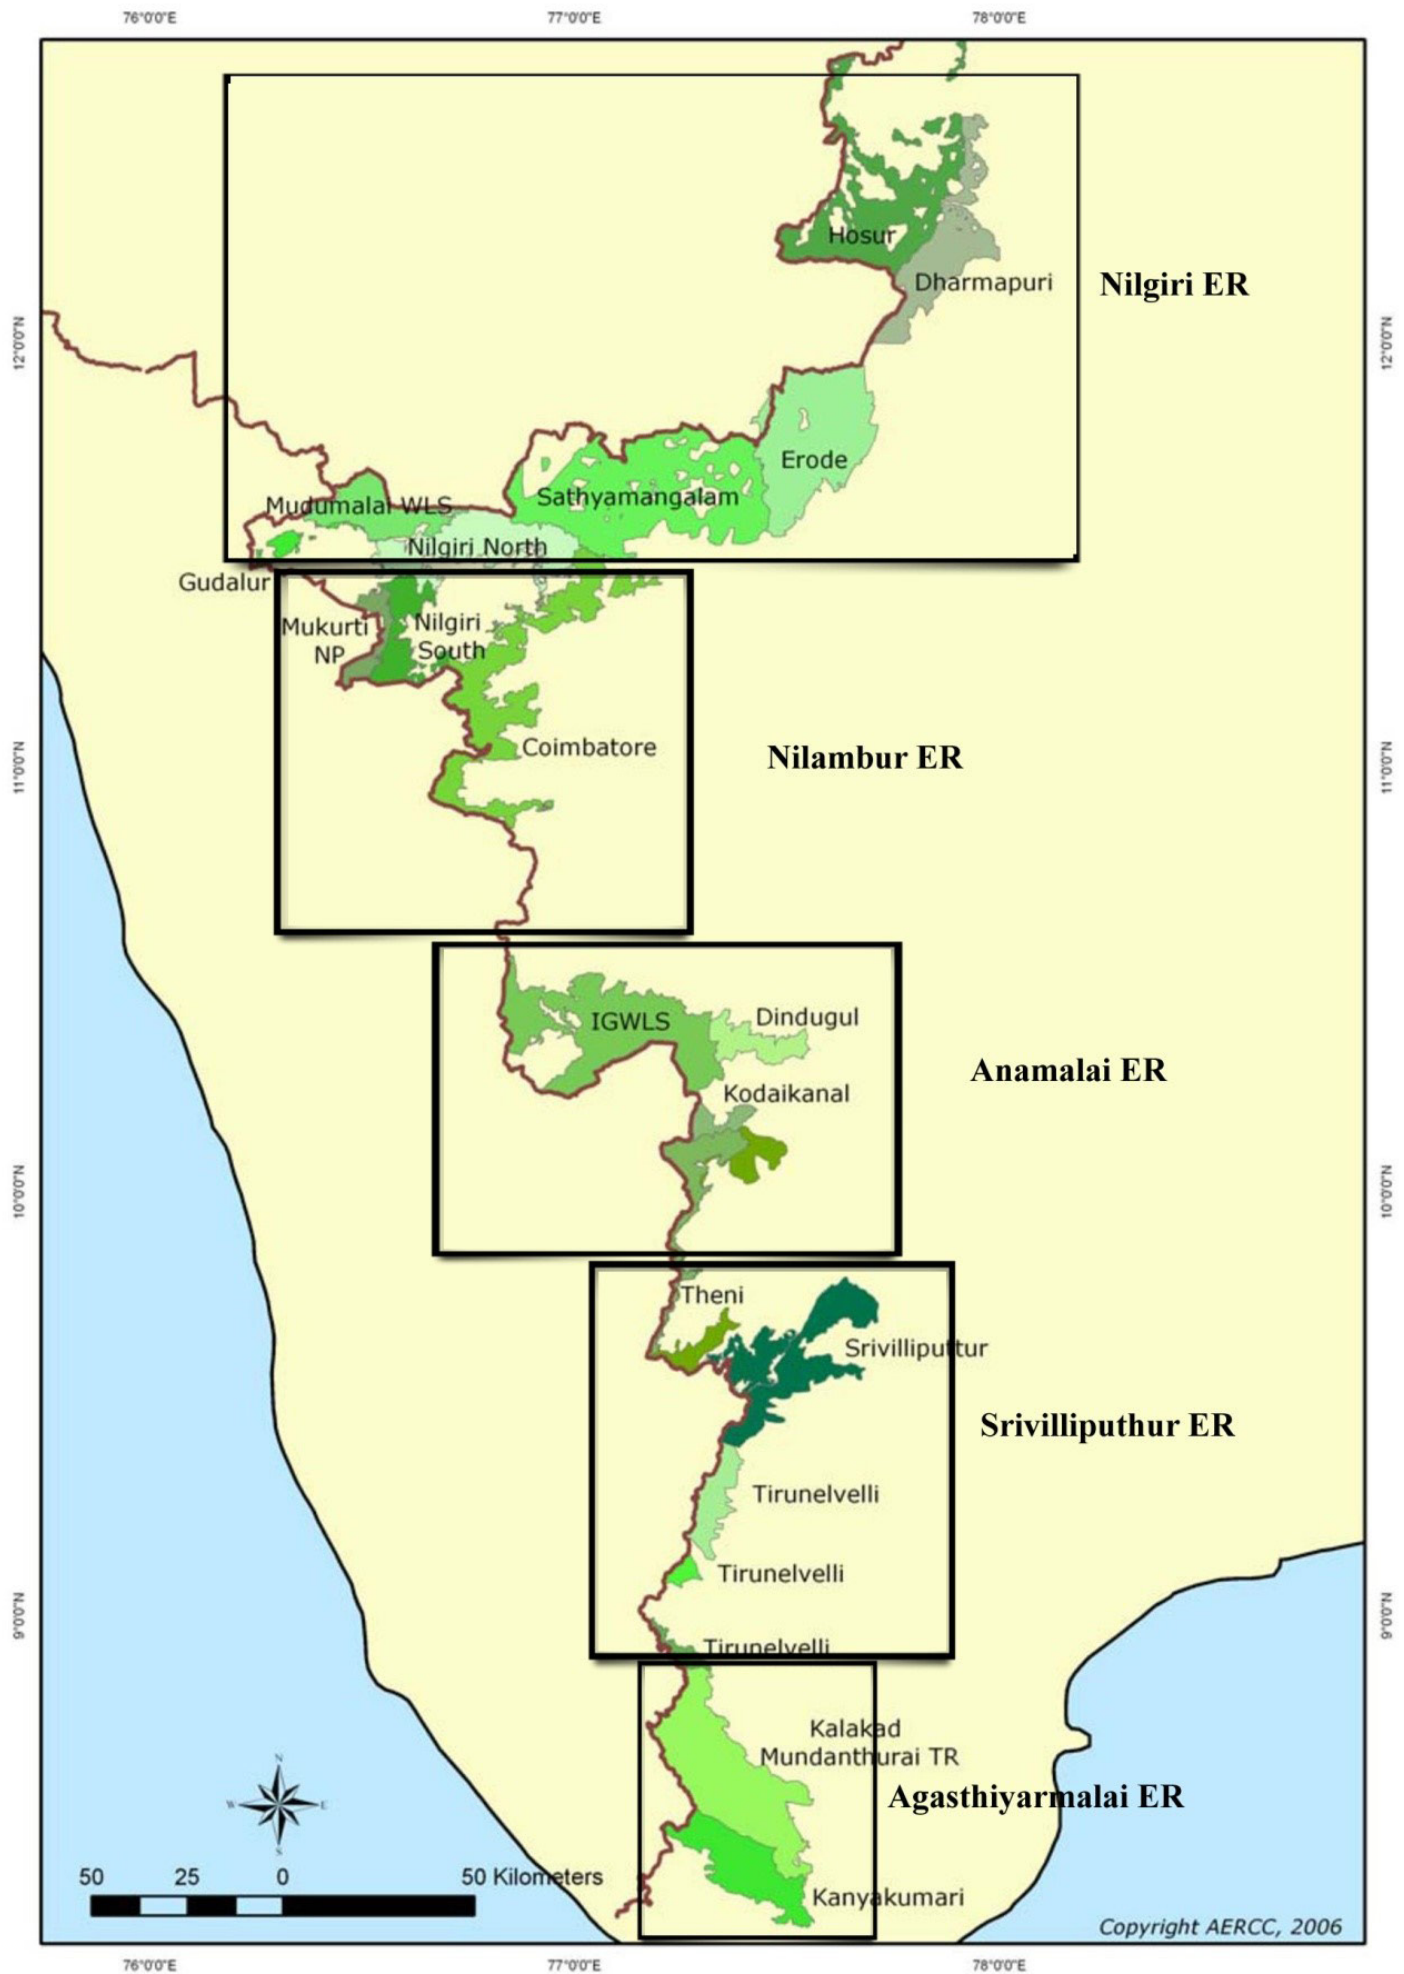 76°0'0"E
77°0'0"E
78°0'0"E
Hosur
Dharmapuri
Nilgiri ER
12°0'0"N
12°0'0"N
Erode
Sathyamangalam
Mudumalai WLS
Nilgiri North
Gudalur
Mukurti
NP
Nilgiri
South
Coimbatore
Nilambur ER
11°0'0"N
11°0'0"N
IGWLS
Dindugul
Anamalai ER
Kodaikanal
10°0'0"N
10°0'0"N
Theni
Srivilliputtur
Srivilliputhur ER
Tirunelvelli
Tirunelvelli
9°0'0"N
9°0'0"N
Tirunelvelli
Kalakad
Mundanthurai TR
Agasthiyarmalai ER
N
W
E
S
50 25 0 50 Kilometers
Kanyakumari
Copyright AERCC, 2006
76°0'0"E
77°0'0"E
78°0'0"E